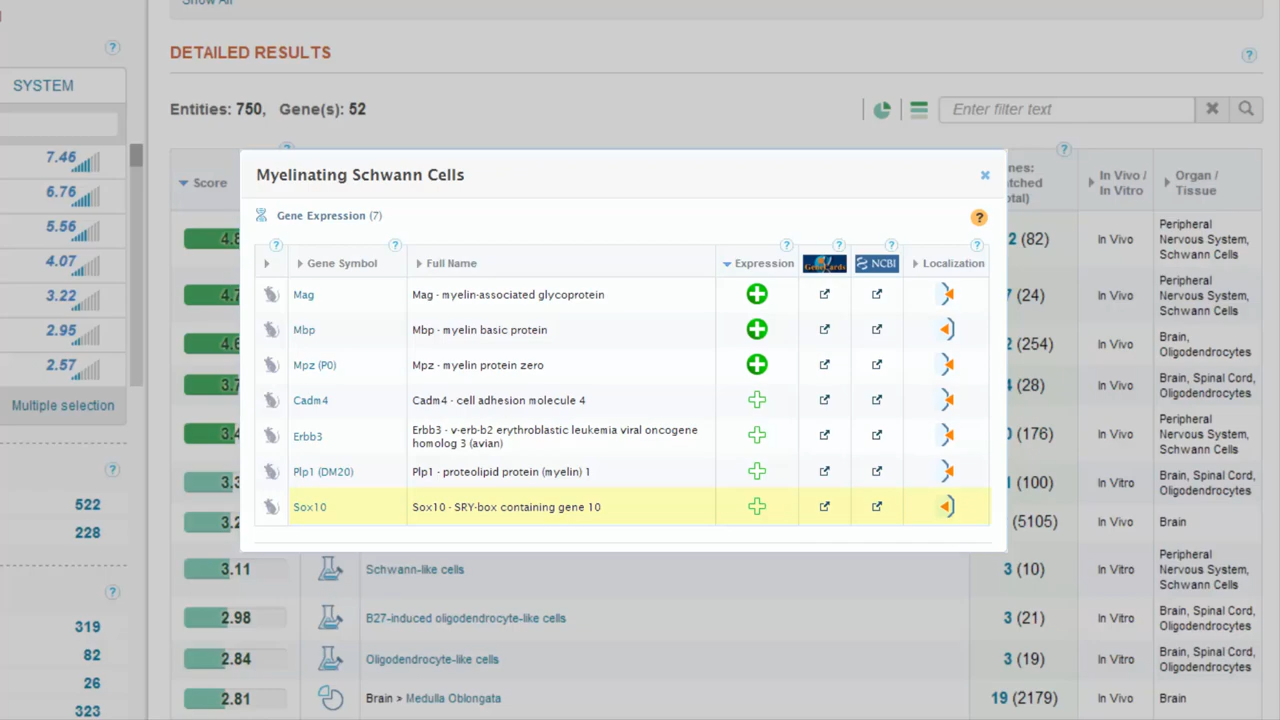 Show All
DETAILED RESULTS
?
?
SYSTEM
Entities: 750, Gene(s): 52
Enter filter text
7.46
6.76
5.56
4.07
3.22
2.95
2.57
Multiple selection
?
522
228
?
319
82
26
323
Score
?
In Vivo /
In Vitro
Organ /
Tissue
(82)
In Vivo
Peripheral
Nervous System,
Schwann Cells
(24)
In Vivo
Peripheral
Nervous System,
Schwann Cells
(254)
In Vivo
Brain,
Oligodendrocytes
(28)
In Vivo
Brain, Spinal Cord,
Oligodendrocytes
(176)
In Vivo
Peripheral
Nervous System,
Schwann Cells
(100)
In Vivo
Brain, Spinal Cord,
Oligodendrocytes
(5105)
In Vivo
Brain
Myelinating Schwann Cells
Gene Expression (7)
?
? ? ? ? ? ?
Gene Symbol Full Name Expression GeneCards NCBI Localization
Mag Mag - myelin-associated glycoprotein
Mbp Mbp - myelin basic protein
Mpz (P0) Mpz - myelin protein zero
Cadm4 Cadm4 - cell adhesion molecule 4
Erbb3 Erbb3 - v-erb-b2 erythroblastic leukemia viral oncogene
homolog 3 (avian)
Plp1 (DM20) Plp1 - proteolipid protein (myelin) 1
Sox10 Sox10 - SRY-box containing gene 10
3.11 Schwann-like cells 3 (10) In Vitro
Peripheral
Nervous System,
Schwann Cells
2.98 B27-induced oligodendrocyte-like cells 3 (21) In Vitro
Brain, Spinal Cord,
Oligodendrocytes
2.84 Oligodendrocyte-like cells 3 (19) In Vitro
Brain, Spinal Cord,
Oligodendrocytes
2.81 Brain > Medulla Oblongata 19 (2179) In Vivo Brain